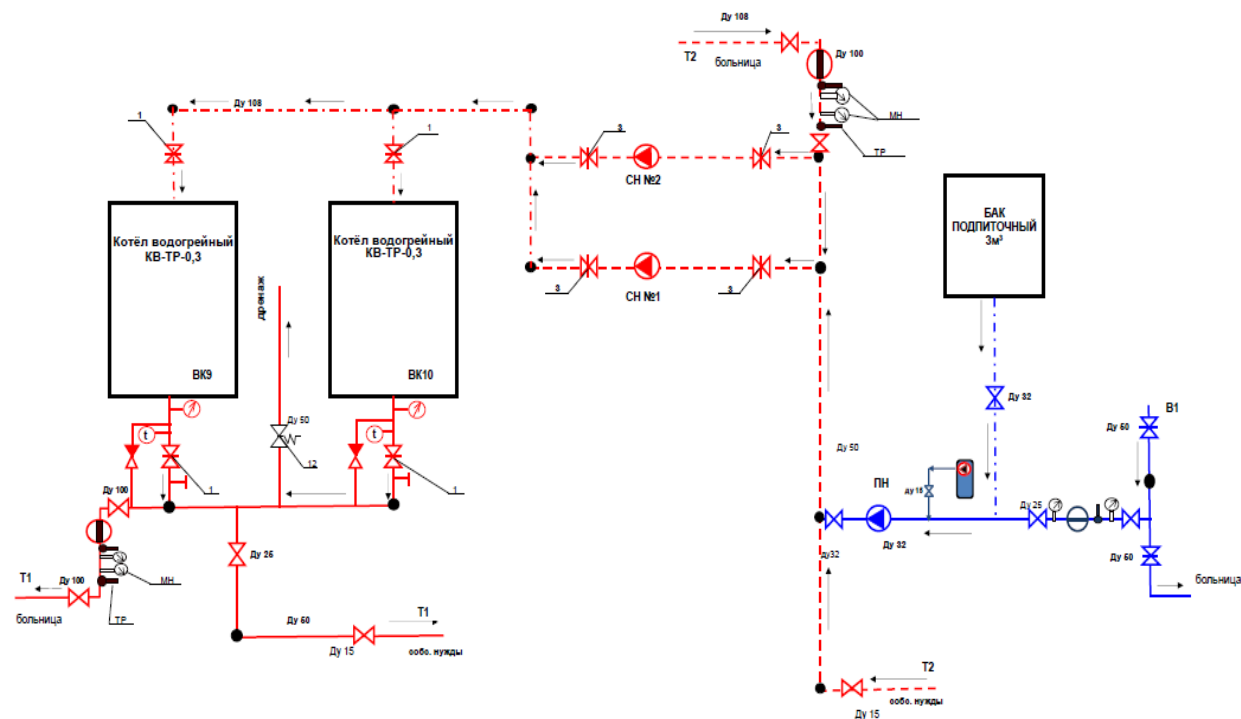 Ду 108
Т2
больница
Ду 100
МН
ТР
Ду 108
1
1
3
3
СН №2
3
3
СН №1
Котёл водогрейный
КВ-ТР-0,3
ВК9
Котёл водогрейный
КВ-ТР-0,3
ВК10
дренаж
БАК
ПОДПИТОЧНЫЙ
3м³
Ду 32
В1
Ду 50
Ду 50
12
t
t
1
1
Ду 50
ПН
ду 15
Ду 25
Ду 32
ду32
Ду 50
больница
Ду 100
Ду 25
МН
ТР
Т1
Ду 100
больница
Ду 50
Т1
Ду 15
собс. нужды
Т2
собс. нужды
Ду 15